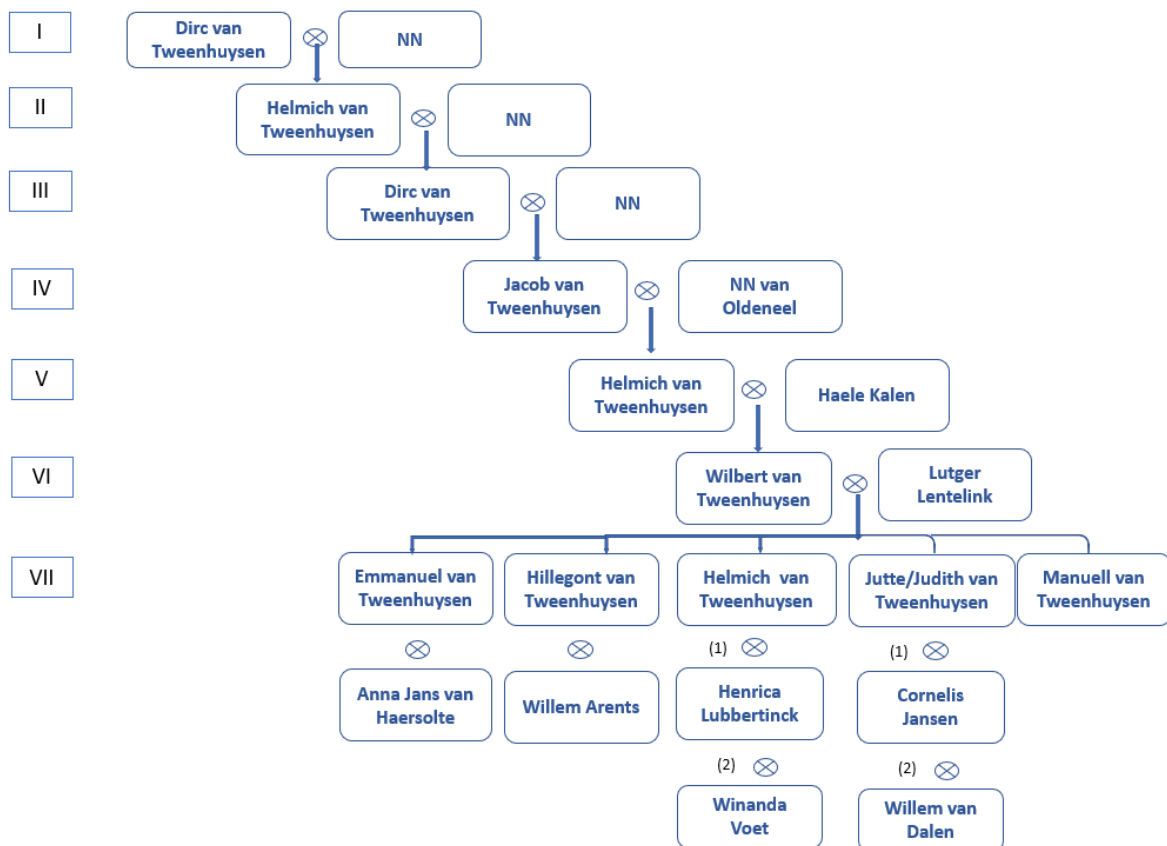 I
Dirc van
Tweenhuysen
NN
II
Helmich van
Tweenhuysen
NN
III
Dirc van
Tweenhuysen
NN
IV
Jacob van
Tweenhuysen
NN van
Oldeneel
V
Helmich van
Tweenhuysen
Haele Kalen
VI
Wilbert van
Tweenhuysen
Lutger
Lentelink
VII
Emmanuel van
Tweenhuysen
Hillegont van
Tweenhuysen
Helmich van
Tweenhuysen
Jutte/Judith van
Tweenhuysen
Manuell van
Tweenhuysen
(1)
(1)
Anna Jans van
Haersolte
Willem Arents
Henrica
Lubbertinck
Cornelis
Jansen
(2)
(2)
Winanda
Voet
Willem van
Dalen